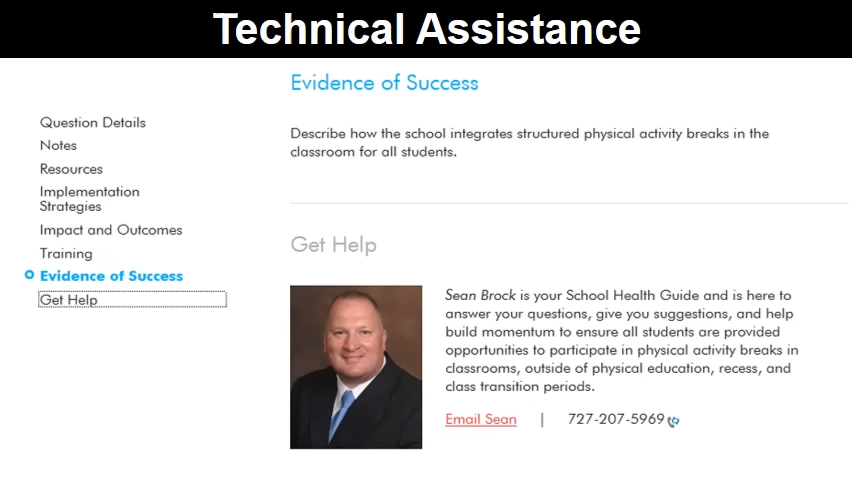 Technical Assistance
Evidence of Success
Question Details
Notes
Resources
Implementation
Strategies
Impact and Outcomes
Training
Evidence of Success
Get Help
Describe how the school integrates structured physical activity breaks in the
classroom for all students.
Get Help
Sean Brock is your School Health Guide and is here to
answer your questions, give you suggestions, and help
build momentum to ensure all students are provided
opportunities to participate in physical activity breaks in
classrooms, outside of physical education, recess, and
class transition periods.
Email Sean | 727-207-5969